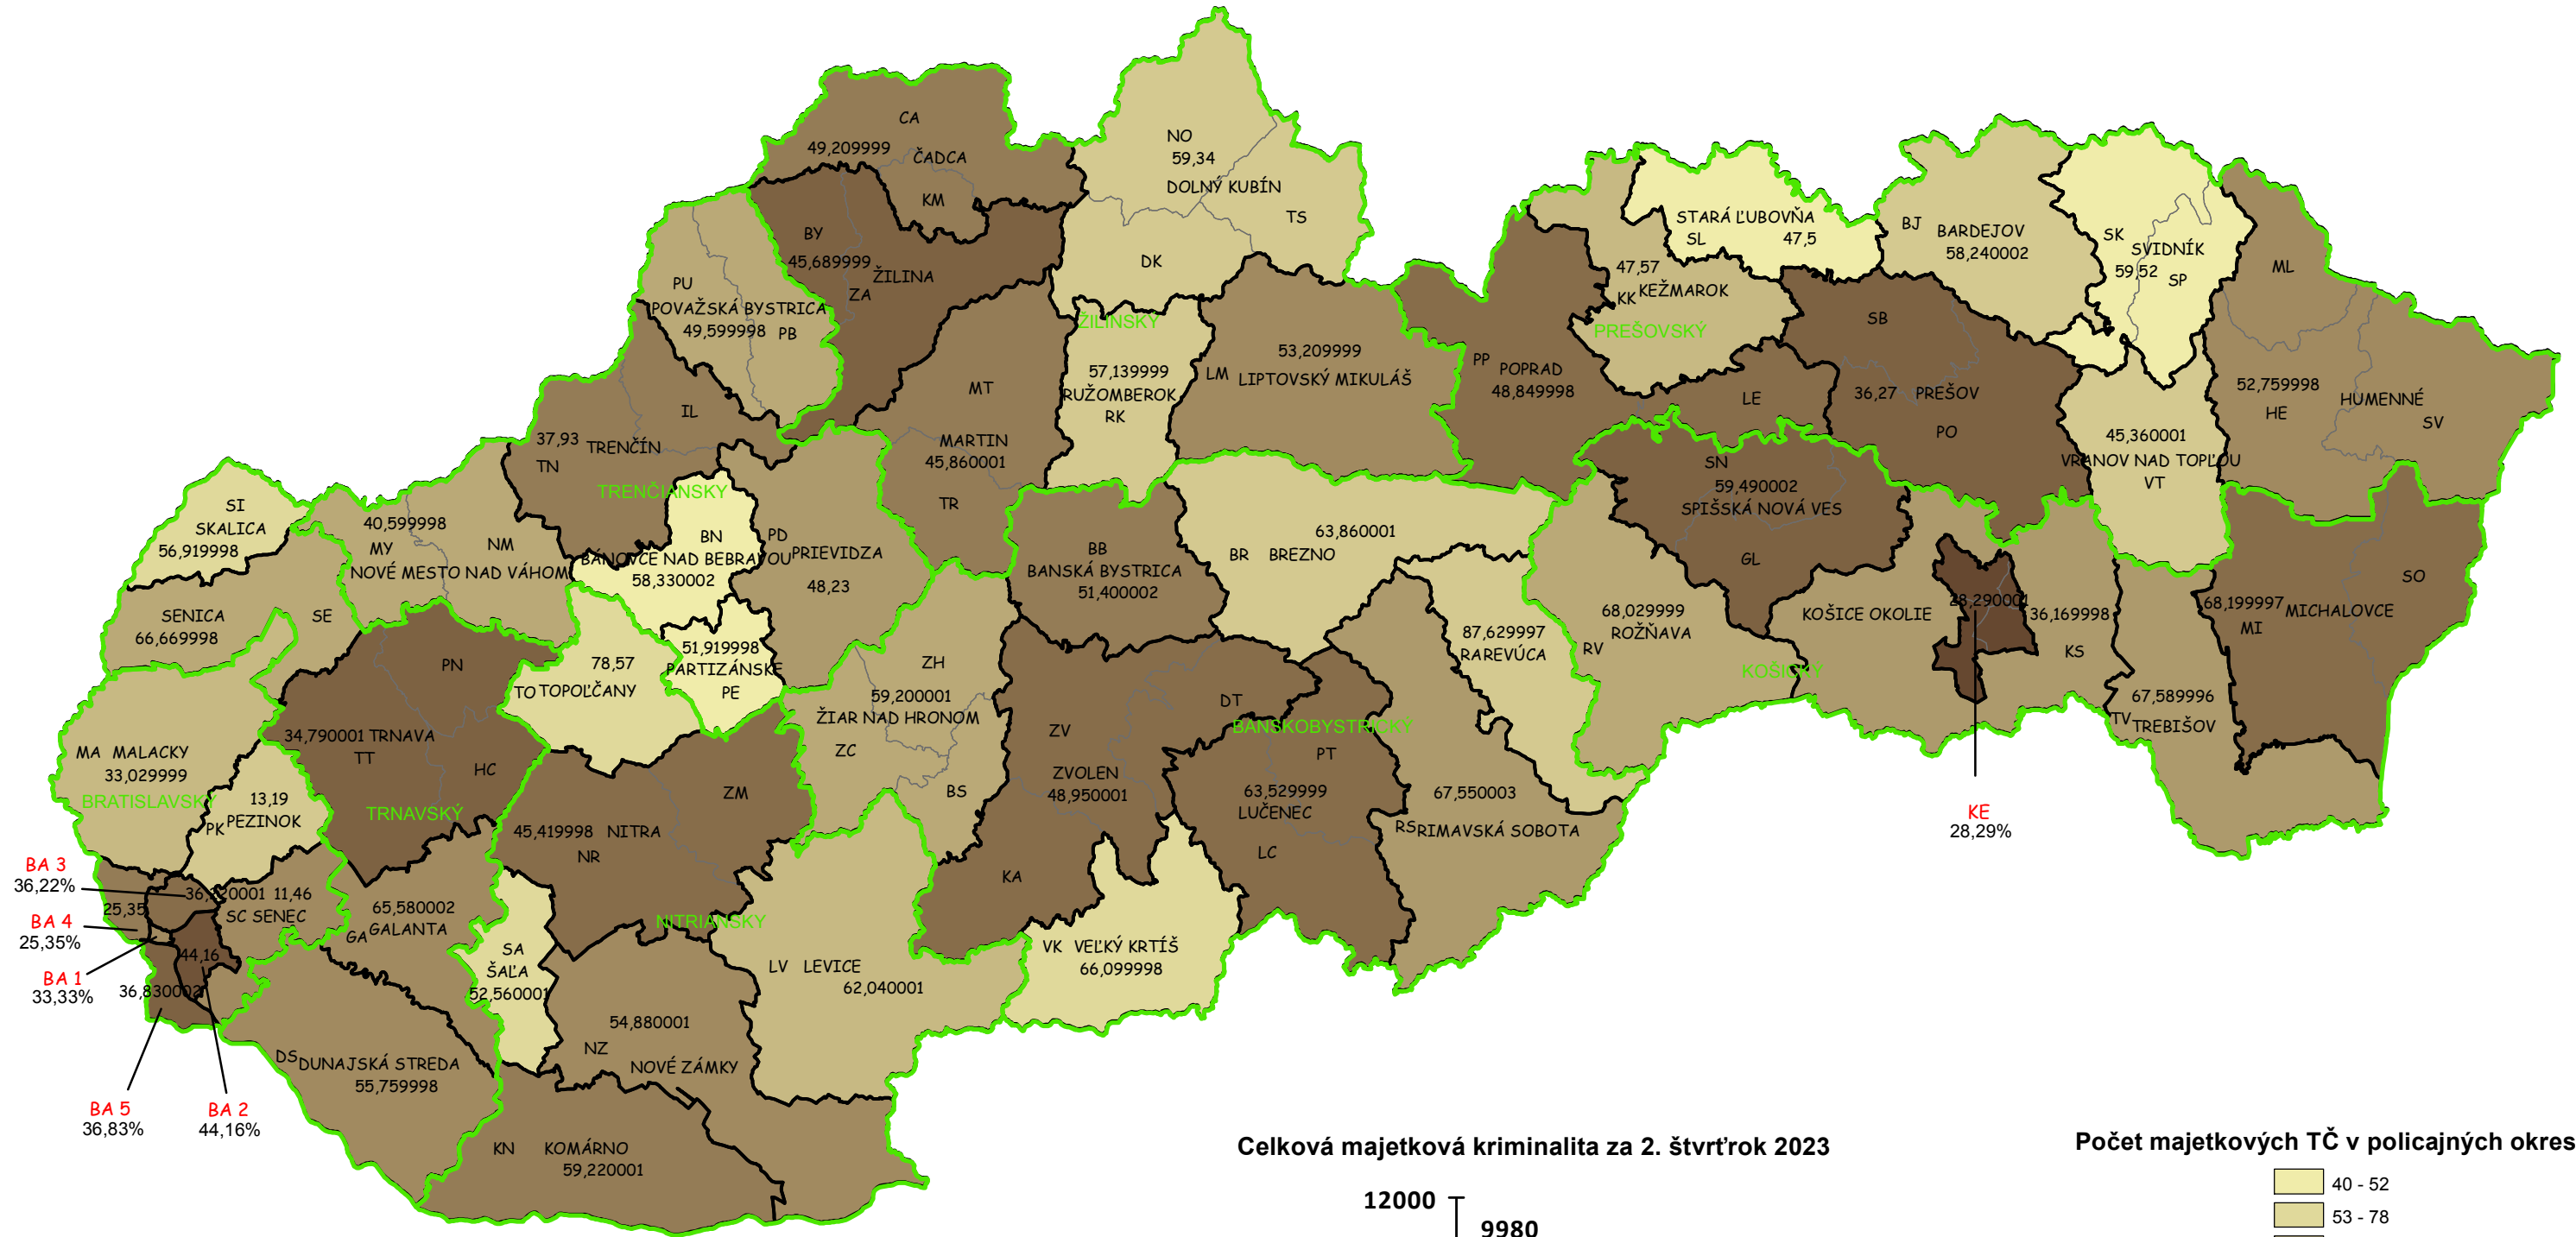 CA
49,209999
ČADCA
KM
NO
59,34
DOLNÝ KUBÍN
TS
DK
BY
45,689999
ŽILINA
ZA
PU
POVAŽSKÁ BYSTRICA
49,599998
PB
ŽILINSKÝ
57,139999
RUŽOMBEROK
RK
53,209999
LM
LIPTOVSKÝ MIKULÁŠ
MT
MARTIN
45,860001
TR
PP
POPRAD
48,849998
47,57
KK
KEŽMAROK
STARÁ ĽUBOVŇA
SL
47,5
PREŠOVSKÝ
BJ
BARDEJOV
58,240002
SK
SVIDNÍK
59,52
SP
ML
52,759998
HUMENNÉ
HE
SV
SB
36,27
PREŠOV
PO
LE
45,360001
VRANOV NAD TOPĽOU
VT
IL
37,93
TRENČÍN
TN
TRENČIANSKY
SI
SKALICA
56,919998
SENICA
66,669998
SE
40,599998
MY
NM
NOVÉ MESTO NAD VÁHOM
BN
BÁNOVCE NAD BEBRAVOU
58,330002
PD
PRIEVIDZA
48,23
51,919998
PARTIZÁNSKE
PE
78,57
TO
TOPOĽČANY
BB
BANSKÁ BYSTRICA
51,400002
63,860001
BR
BREZNO
87,629997
RA
REVÚCA
SN
59,490002
SPIŠSKÁ NOVÁ VES
GL
68,029999
ROŽŇAVA
RV
KOŠICKÝ
KOŠICE OKOLIE
28,290001
36,169998
KS
68,199997
MICHALOVCE
MI
SO
67,589996
TV
TREBIŠOV
KE
28,29%
PN
34,790001
TRNAVA
TT
HC
TRNAVSKÝ
MA
MALACKY
33,029999
BRATISLAVSKÝ
13,19
PK
PEZINOK
ZH
59,200001
ŽIAR NAD HRONOM
ZC
BS
DT
ZV
ZVOLEN
48,950001
KA
BANSKOBYSTRICKÝ
PT
63,529999
LUČENEC
LC
67,550003
RS
RIMAVSKÁ SOBOTA
ZM
45,419998
NITRA
NR
NITRIANSKY
BA 3
36,22%
BA 4
25,35%
BA 1
33,33%
36,220001
11,46
SC
SENEC
25,35
44,16
36,830002
BA 5
36,83%
BA 2
44,16%
65,580002
GA
GALANTA
SA
ŠAĽA
52,560001
LV
LEVICE
62,040001
VK
VEĽKÝ KRTÍŠ
66,099998
54,880001
NZ
NOVÉ ZÁMKY
DS
DUNAJSKÁ STREDA
55,759998
KN
KOMÁRNO
59,220001
Celková majetková kriminalita za 2. štvrťrok 2023
12000
9980
Počet majetkových TČ v policajných okres
40 - 52
53 - 78